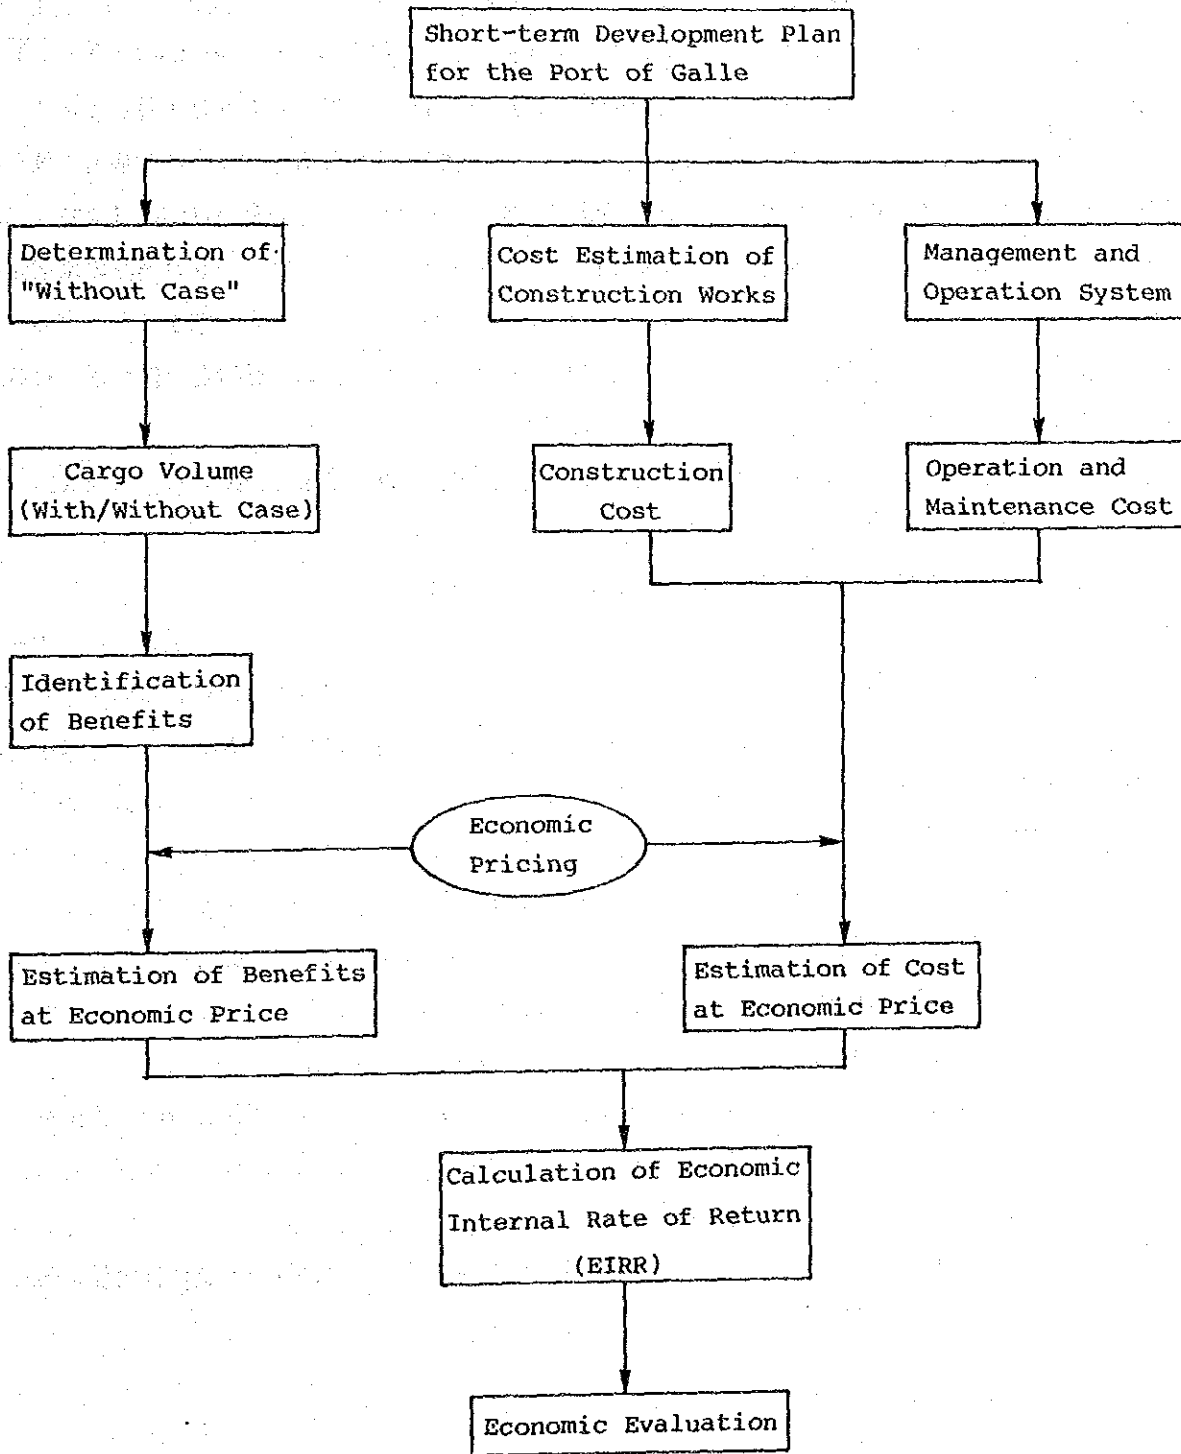 Short-term Development Plan
for the Port of Galle
Determination of
"Without Case"
Cost Estimation of
Construction Works
Management and
Operation System
Cargo Volume
(With/Without Case)
Construction
Cost
Operation and
Maintenance Cost
Identification
of Benefits
Economic
Pricing
Estimation of Benefits
at Economic Price
Estimation of Cost
at Economic Price
Calculation of Economic
Internal Rate of Return
(EIRR)
Economic Evaluation